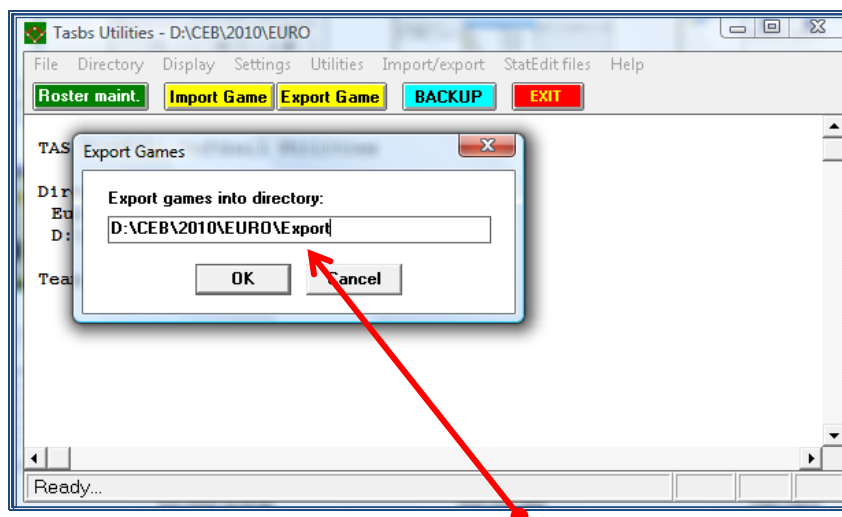 Tasbs Utilities - D:\CEB\2010\EURO
File Directory Display Settings Utilities Import/export StatEdit files Help
Roster maint. Import Game Export Game BACKUP EXIT
TAS
Export Games
Dir
Export games into directory:
Eu
D:\CEB\2010\EURO\Export
D:
Tea
OK Cancel
Ready...